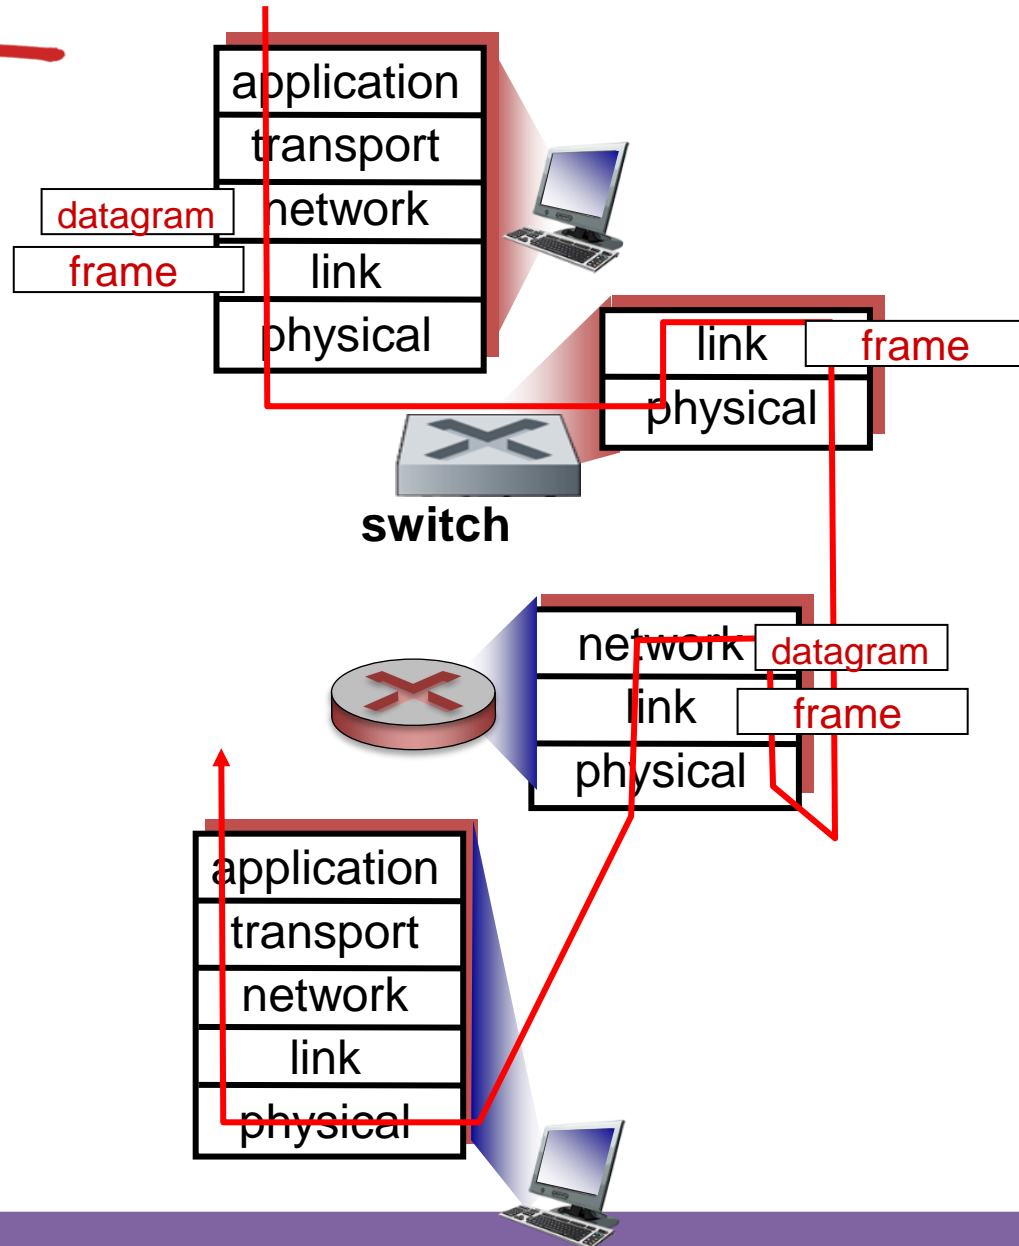 application
transport
datagram
network
frame
link
physical
link
frame
physical
switch
network
datagram
link
frame
physical
application
transport
network
link
physical